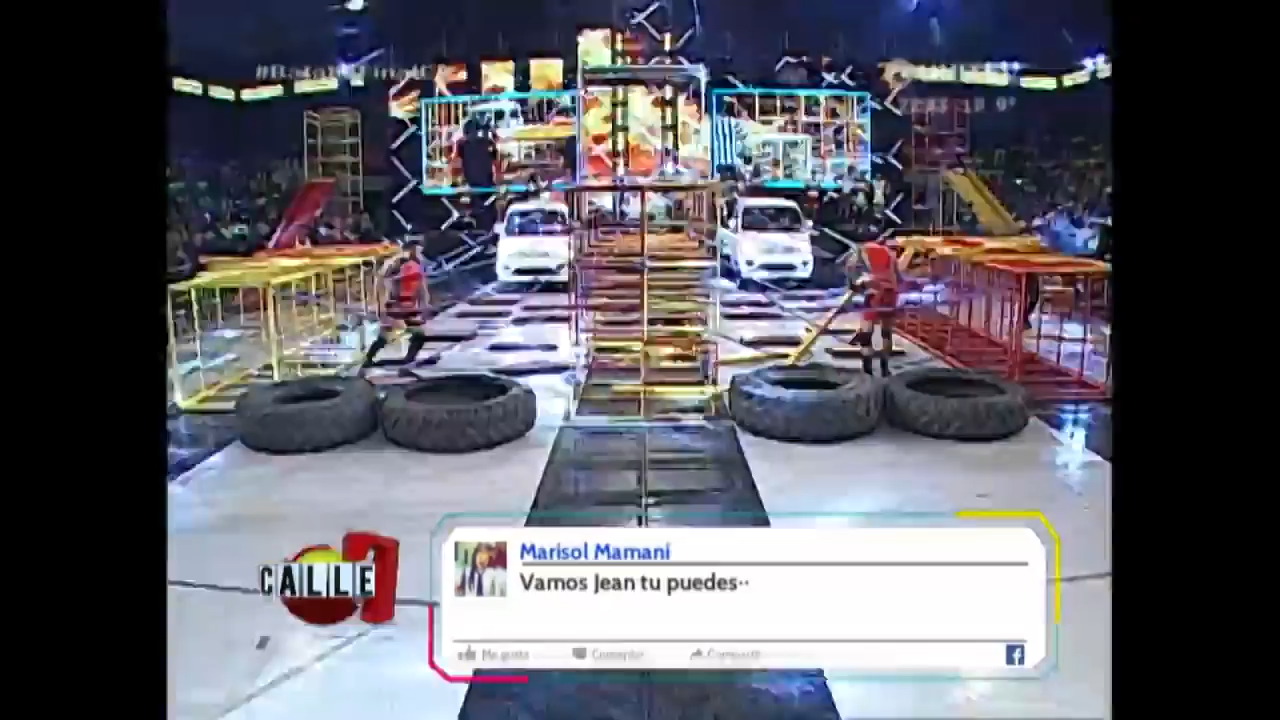 CALLE 7
Marisol Mamani
Vamos Jean tu puedes..
Me gusta Comentar Compartir